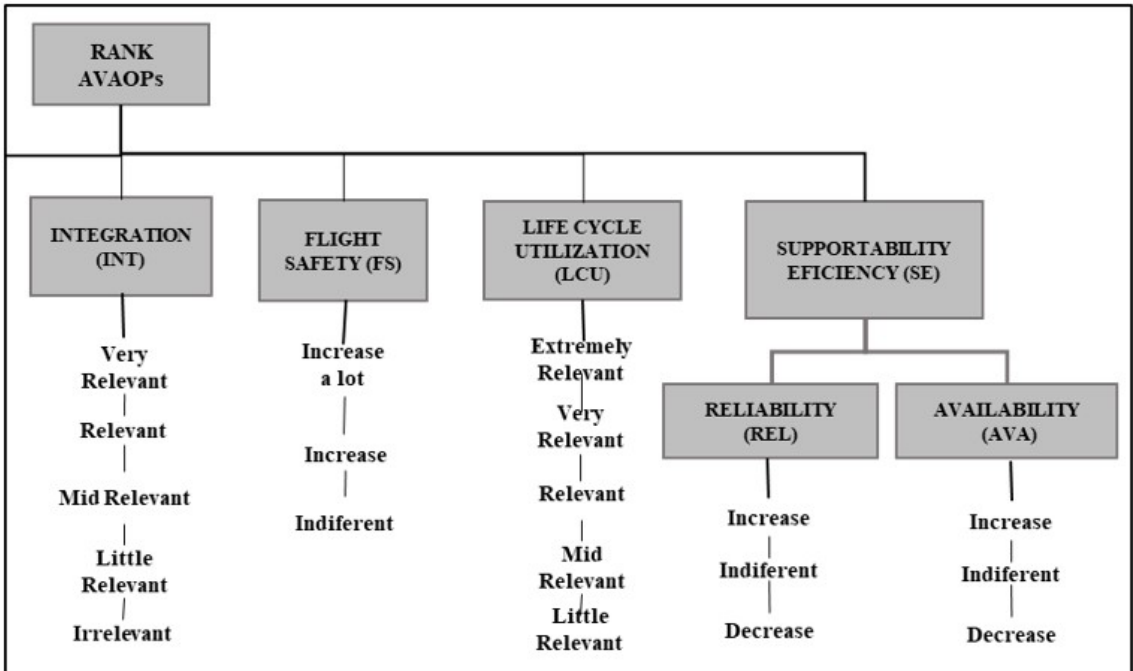 RANK
AVAOPs
INTEGRATION
(INT)
FLIGHT
SAFETY (FS)
LIFE CYCLE
UTILIZATION
(LCU)
SUPPORTABILITY
EFICIENCY (SE)
Very
Relevant
Relevant
Mid Relevant
Little
Relevant
Irrelevant
Increase
a lot
Increase
Indiferent
Extremely
Relevant
Very
Relevant
Relevant
Mid
Relevant
Little
Relevant
RELIABILITY
(REL)
Increase
Indiferent
Decrease
AVAILABILITY
(AVA)
Increase
Indiferent
Decrease